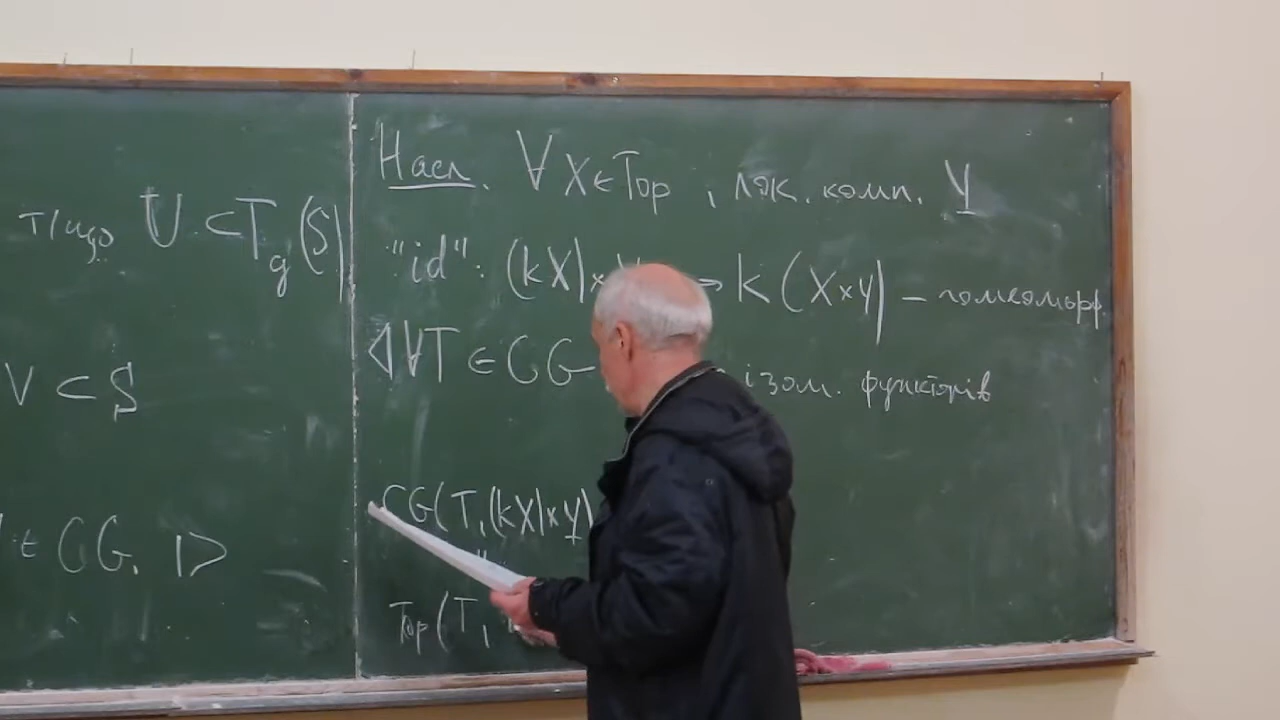 т/що U ⊂ T_g(S)
V ⊂ S
∈ CG. |>
Насл. ∀ X ∈ Top, лок. комп. Y
"id": (kX)× → k(X×Y) – гомеоморф.
<| ∀T ∈ CG ізом. функторів
CG(T, (kX)×Y)
Top(T,